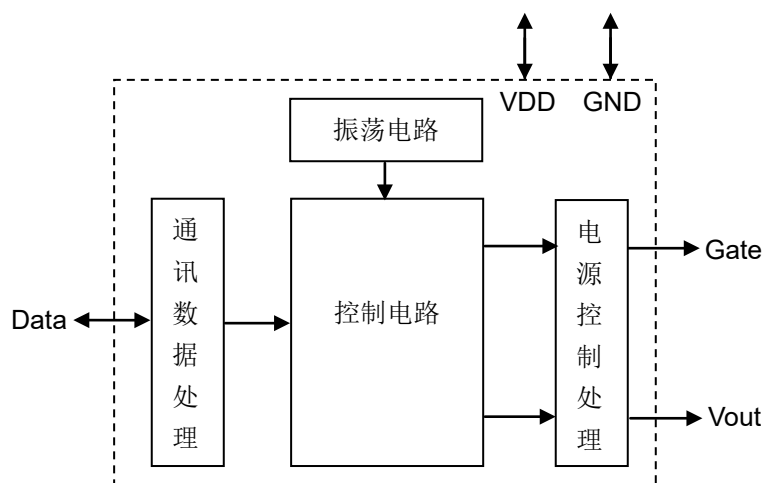 VDD
GND
振荡电路
通讯数据处理
控制电路
电源控制处理
Data
Gate
Vout